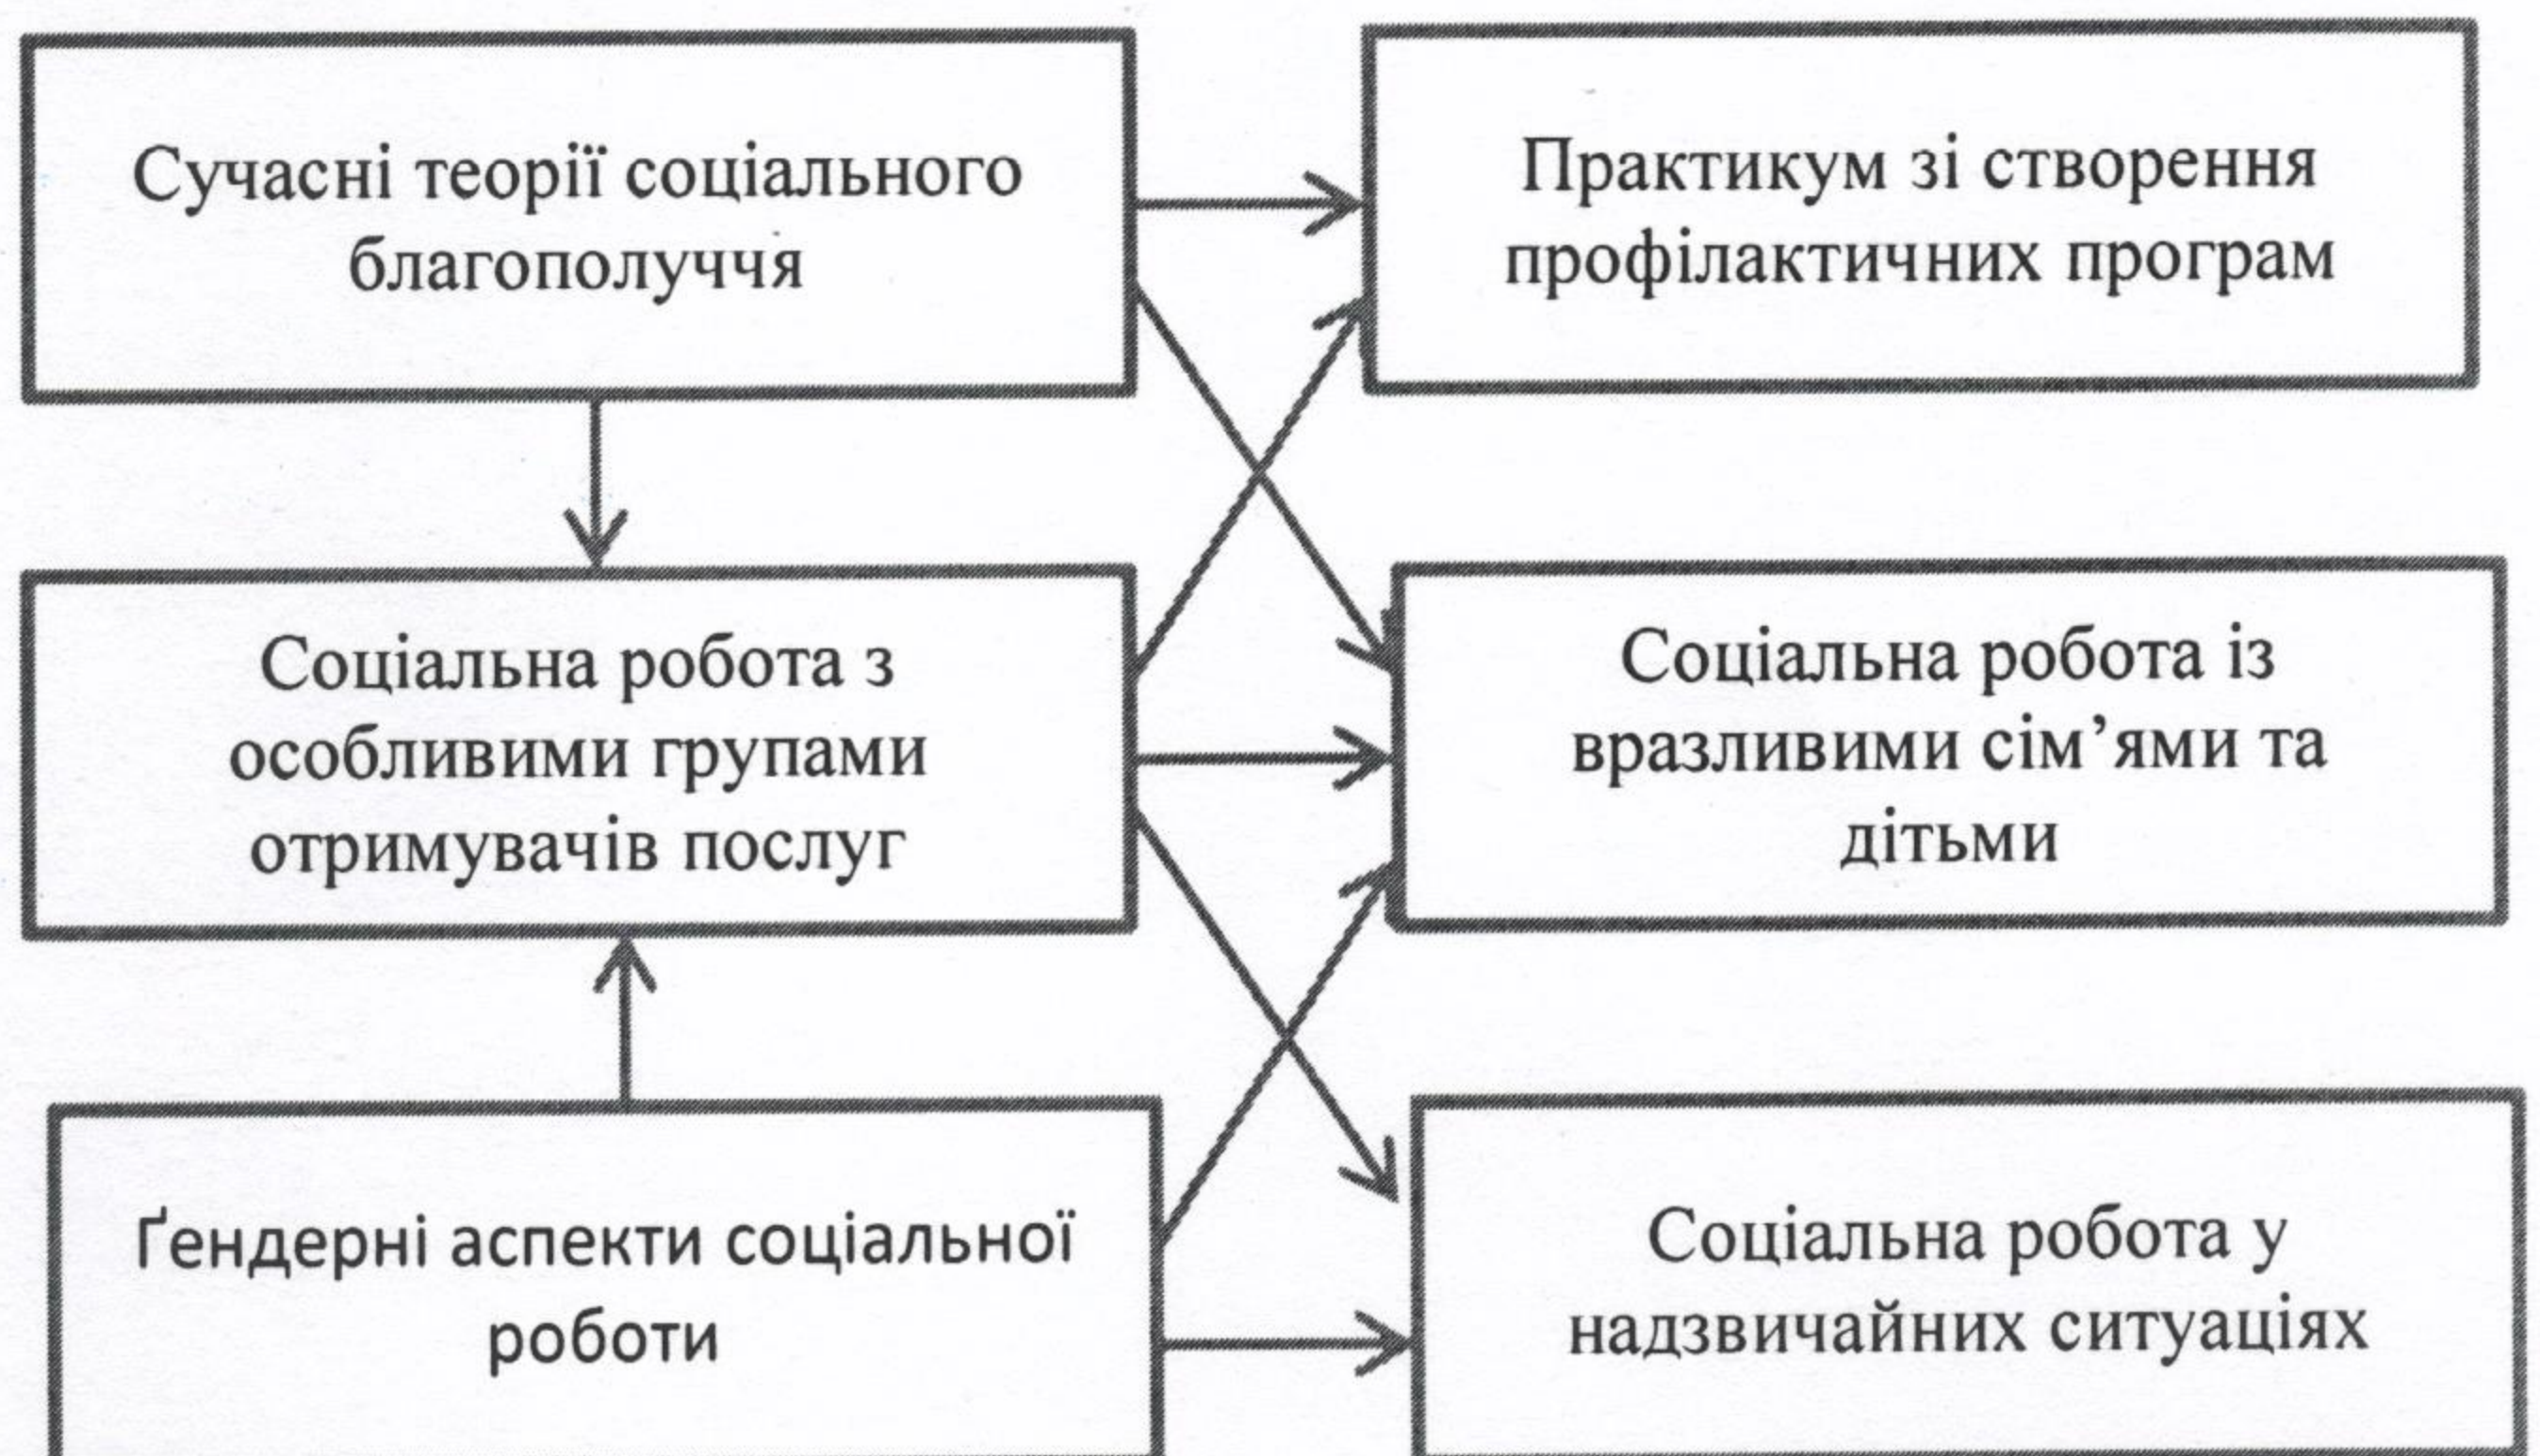 Сучасні теорії соціального
благополуччя
Практикум зі створення
профілактичних програм
Соціальна робота з
особливими групами
отримувачів послуг
Соціальна робота із
вразливими сім’ями та
дітьми
Ґендерні аспекти соціальної
роботи
Соціальна робота у
надзвичайних ситуаціях